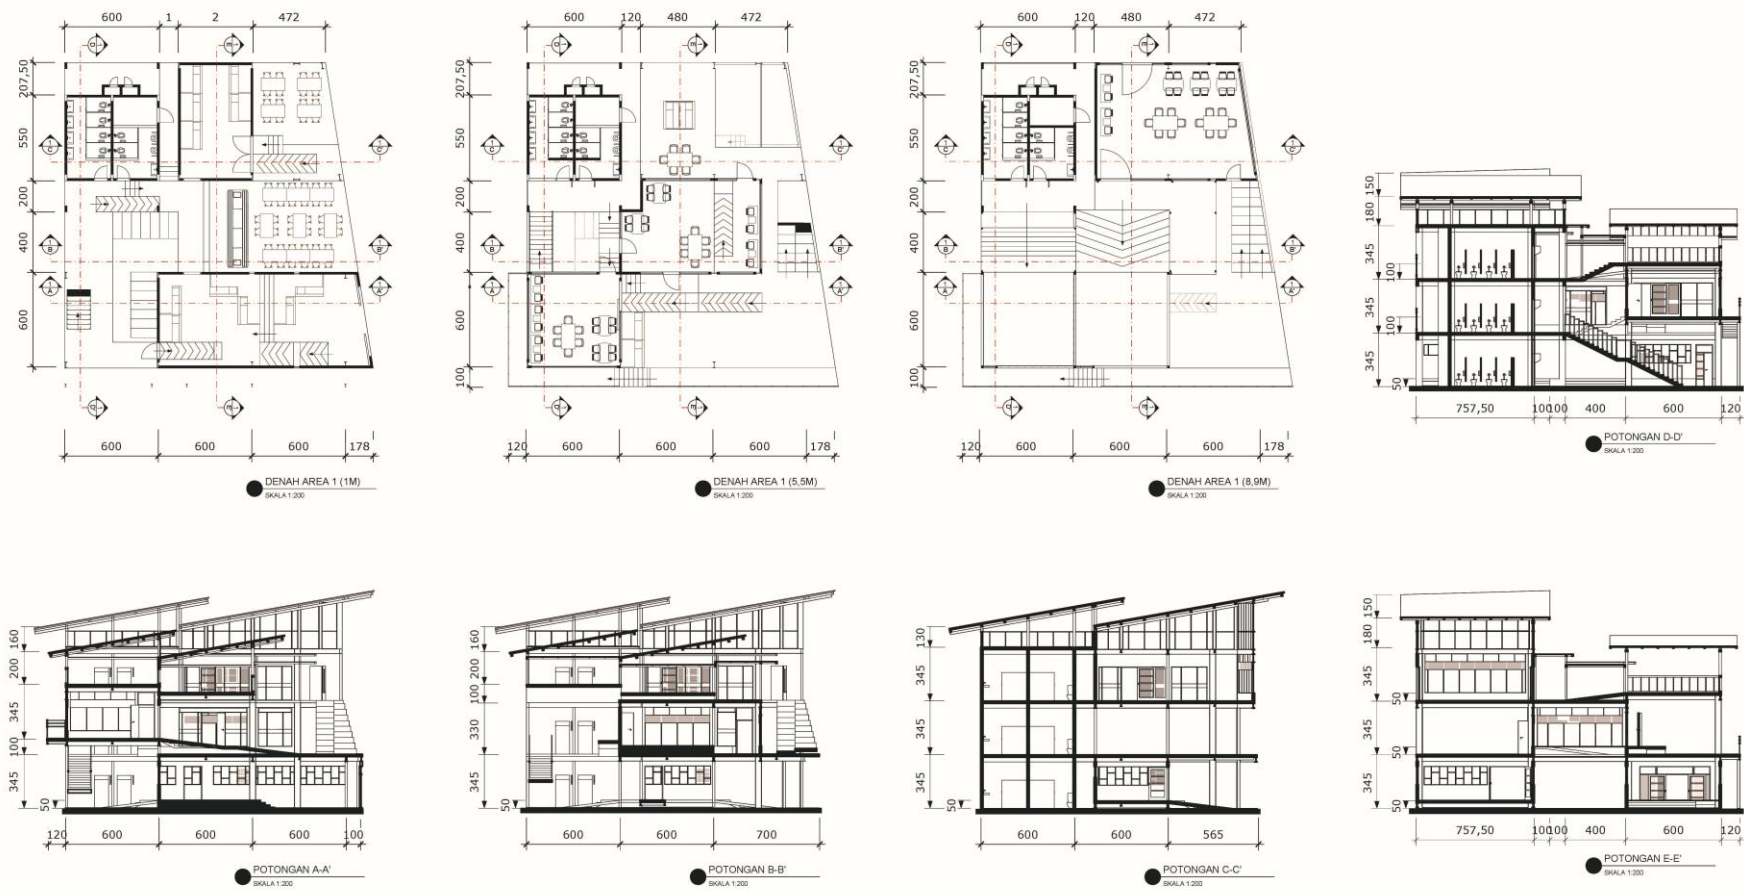 600 1 2 472
207,50
550
200
400
600
D D
E E
C C'
B B'
A A'
600 600 600 178
DENAH AREA 1 (1M)
SKALA 1:200
600 120 480 472
207,50
550
200
400
600
100
D D
E E
C C'
B B'
A A'
120 600 600 600 178
DENAH AREA 1 (5,5M)
SKALA 1:200
600 120 480 472
207,50
550
200
400
600
100
D D
E E
C C'
B B'
A A'
120 600 600 600 178
DENAH AREA 1 (8,9M)
SKALA 1:200
150
180
345
100
345
100
345
50
757,50 100 100 400 600 120
POTONGAN D-D'
SKALA 1:200
160
200
345
100
345
50
120 600 600 600 100
POTONGAN A-A'
SKALA 1:200
160
200
100
330
345
50
600 600 700
POTONGAN B-B'
SKALA 1:200
130
345
345
345
50
600 600 565
POTONGAN C-C'
SKALA 1:200
150
180
345
50
345
50
345
50
757,50 100 100 400 600 120
POTONGAN E-E'
SKALA 1:200